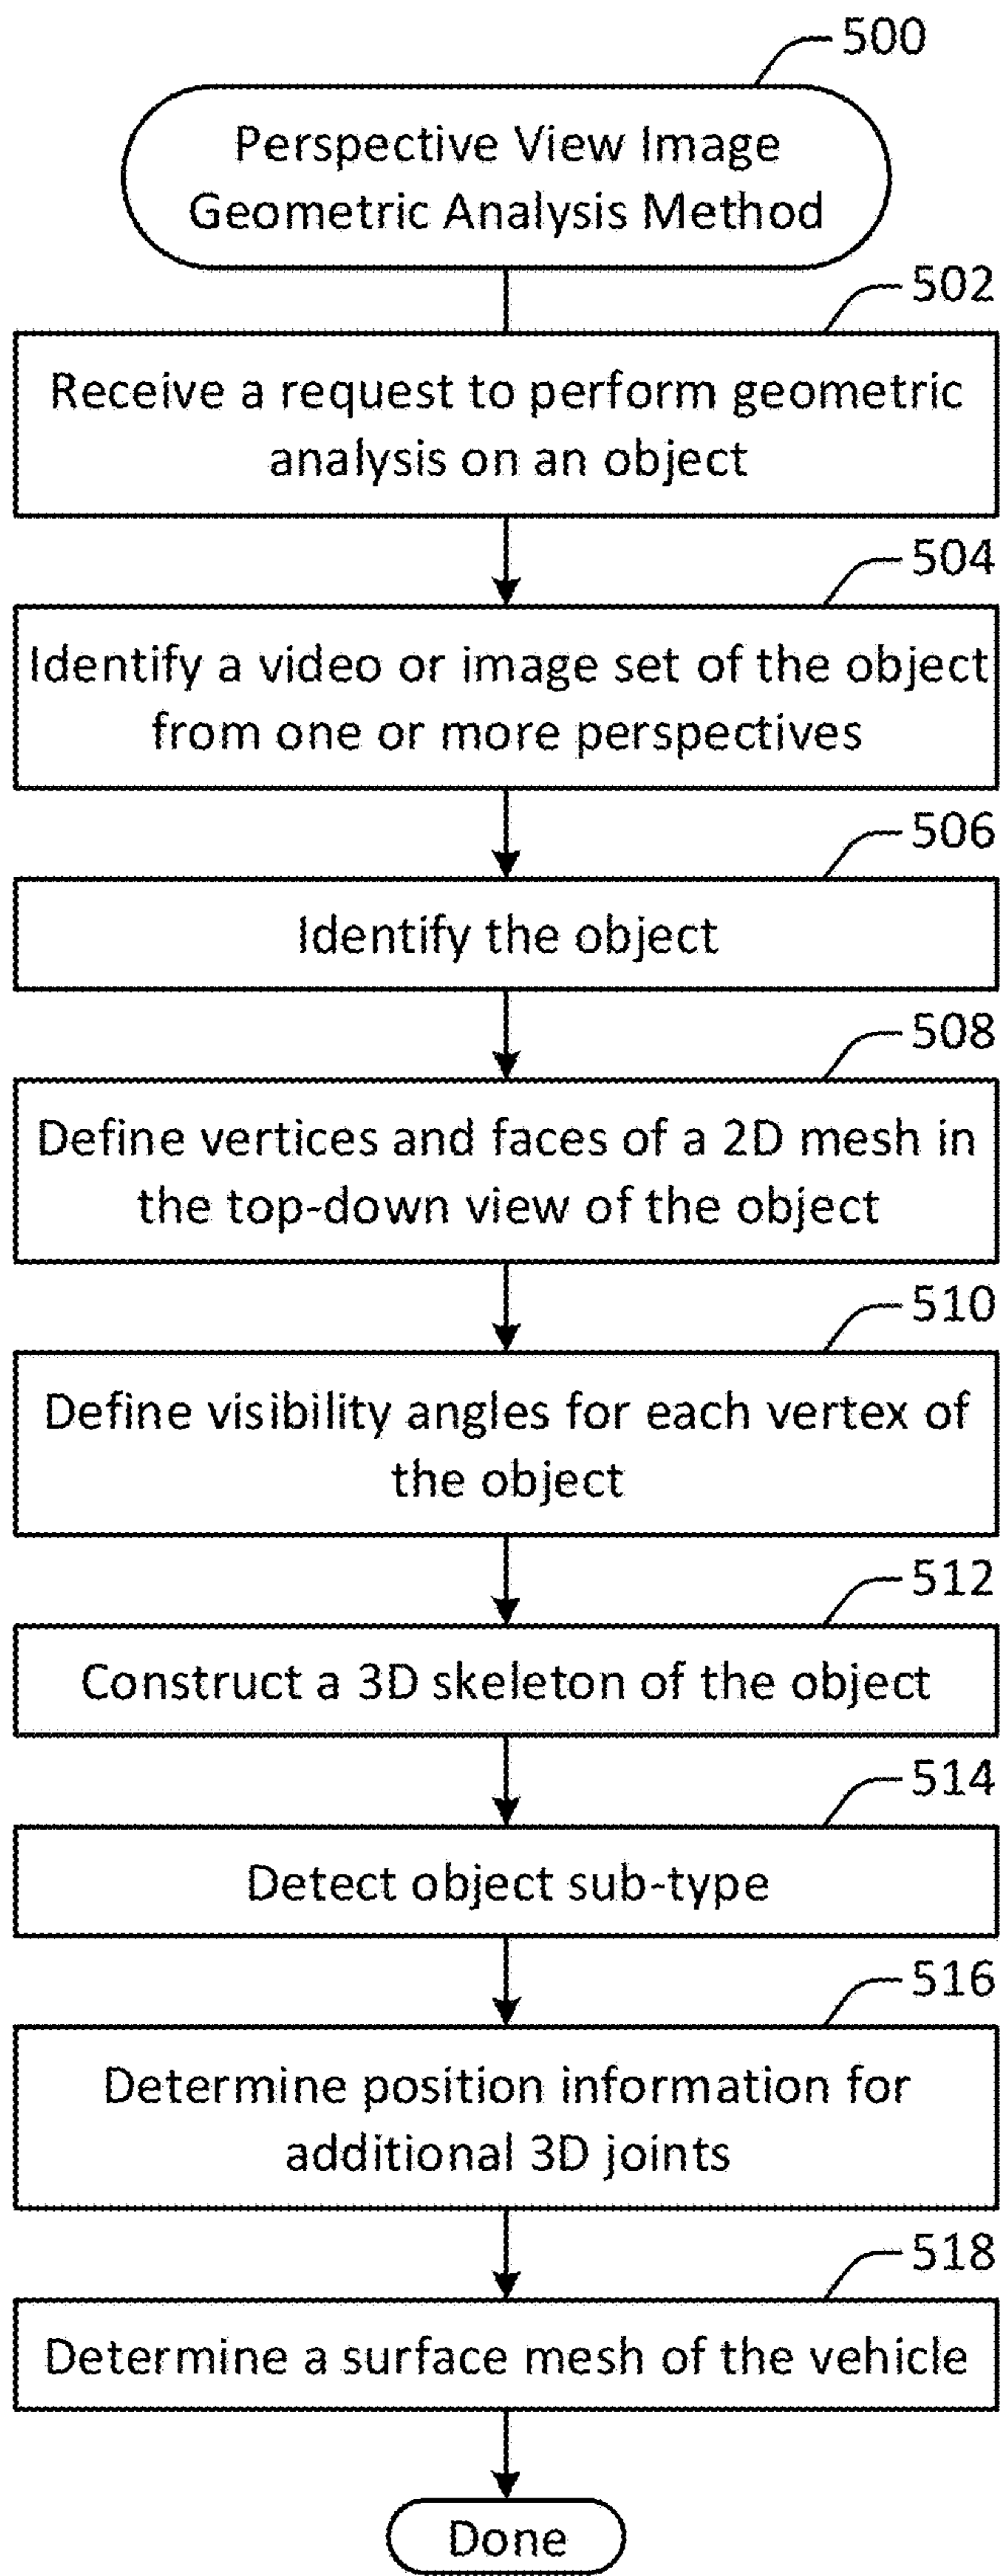 500
Perspective View Image
Geometric Analysis Method
502
Receive a request to perform geometric
analysis on an object
504
Identify a video or image set of the object
from one or more perspectives
506
Identify the object
508
Define vertices and faces of a 2D mesh in
the top-down view of the object
510
Define visibility angles for each vertex of
the object
512
Construct a 3D skeleton of the object
514
Detect object sub-type
516
Determine position information for
additional 3D joints
518
Determine a surface mesh of the vehicle
Done